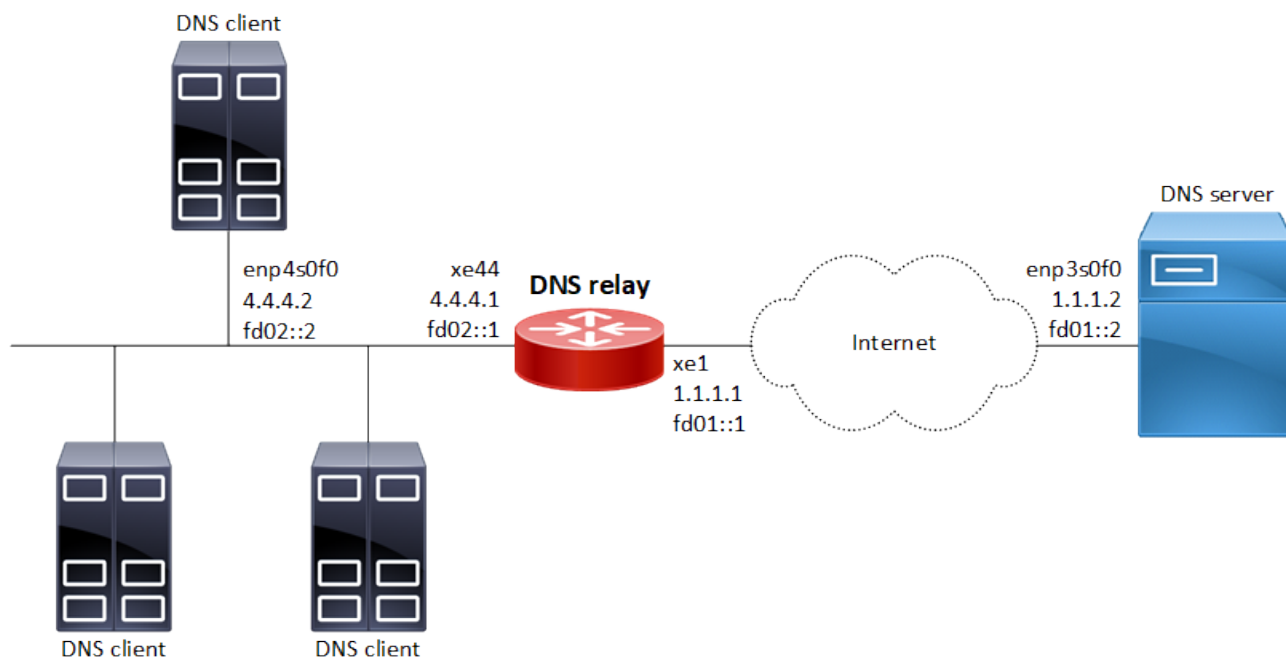 DNS client
DNS server
enp4s0f0
4.4.4.2
fd02::2
xe44
4.4.4.1
fd02::1
DNS relay
xe1
1.1.1.1
fd01::1
Internet
enp3s0f0
1.1.1.2
fd01::2
DNS client
DNS client